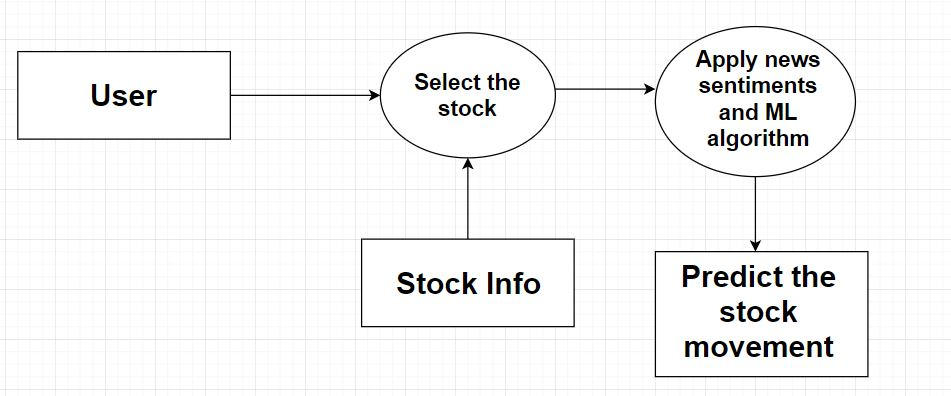 User
Select the
stock
Apply news
sentiments
and ML
algorithm
Stock Info
Predict the
stock
movement